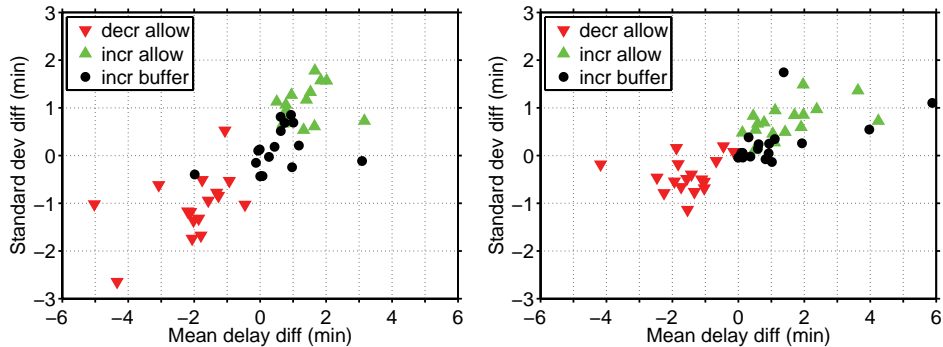 3
2
1
0
−1
−2
−3
Standard dev diff (min)
decr allow
incr allow
incr buffer
−6 −4 −2 0 2 4 6
Mean delay diff (min)
3
2
1
0
−1
−2
−3
Standard dev diff (min)
decr allow
incr allow
incr buffer
−6 −4 −2 0 2 4 6
Mean delay diff (min)